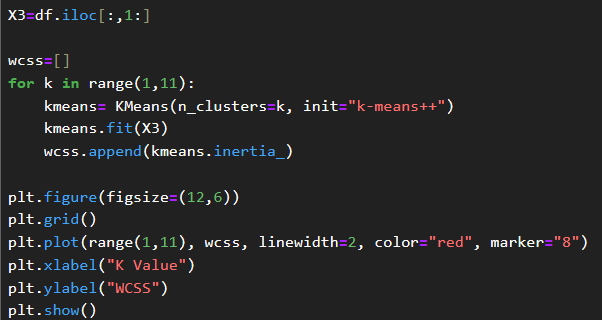 X3=df.iloc[:,1:]
wcss=[]
for k in range(1,11):
    kmeans= KMeans(n_clusters=k, init="k-means++")
    kmeans.fit(X3)
    wcss.append(kmeans.inertia_)
plt.figure(figsize=(12,6))
plt.grid()
plt.plot(range(1,11), wcss, linewidth=2, color="red", marker="8")
plt.xlabel("K Value")
plt.ylabel("WCSS")
plt.show()